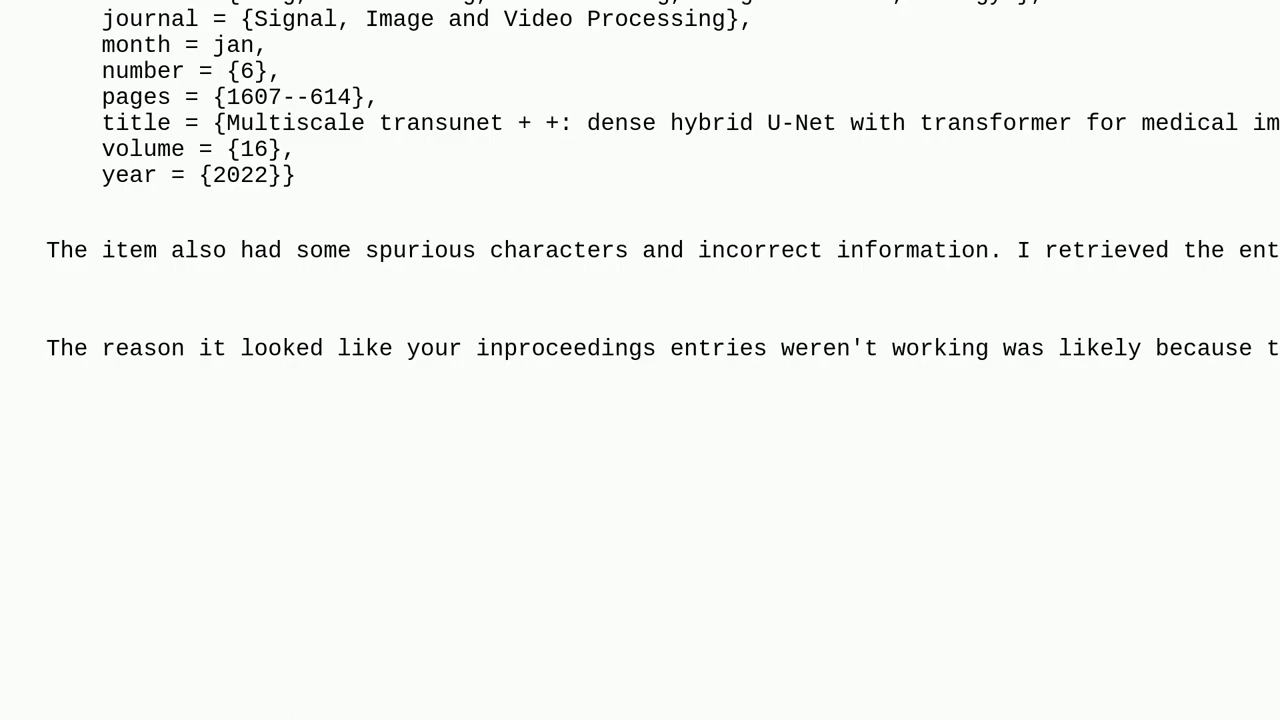 journal = {Signal, Image and Video Processing},
month = jan,
number = {6},
pages = {1607--614},
title = {Multiscale transunet + +: dense hybrid U-Net with transformer for medical im
volume = {16},
year = {2022}}
The item also had some spurious characters and incorrect information. I retrieved the ent
The reason it looked like your inproceedings entries weren't working was likely because t